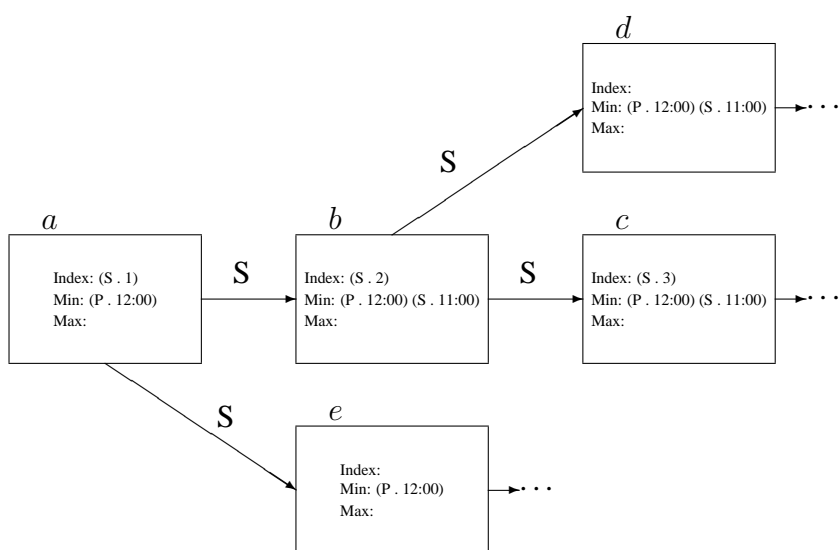 d
Index:
Min: (P . 12:00) (S . 11:00)
Max:
...
S
a
Index: (S . 1)
Min: (P . 12:00)
Max:
S
b
Index: (S . 2)
Min: (P . 12:00) (S . 11:00)
Max:
S
c
Index: (S . 3)
Min: (P . 12:00) (S . 11:00)
Max:
...
S
e
Index:
Min: (P . 12:00)
Max:
...